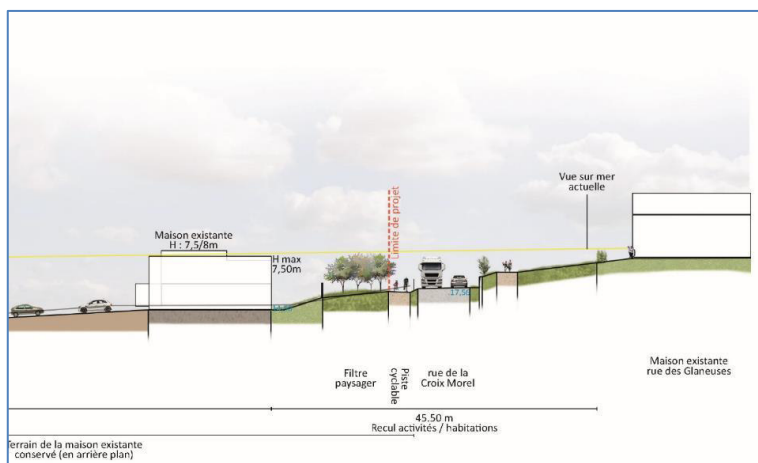 Limite de projet
Vue sur mer
actuelle
Maison existante
H : 7,5/8m
H max
7,50m
17.50
Filtre
paysager
Piste
cyclable
rue de la
Croix Morel
Maison existante
rue des Glaneuses
45.50 m
Recul activités / habitations
Terrain de la maison existante
conservé (en arrière plan)